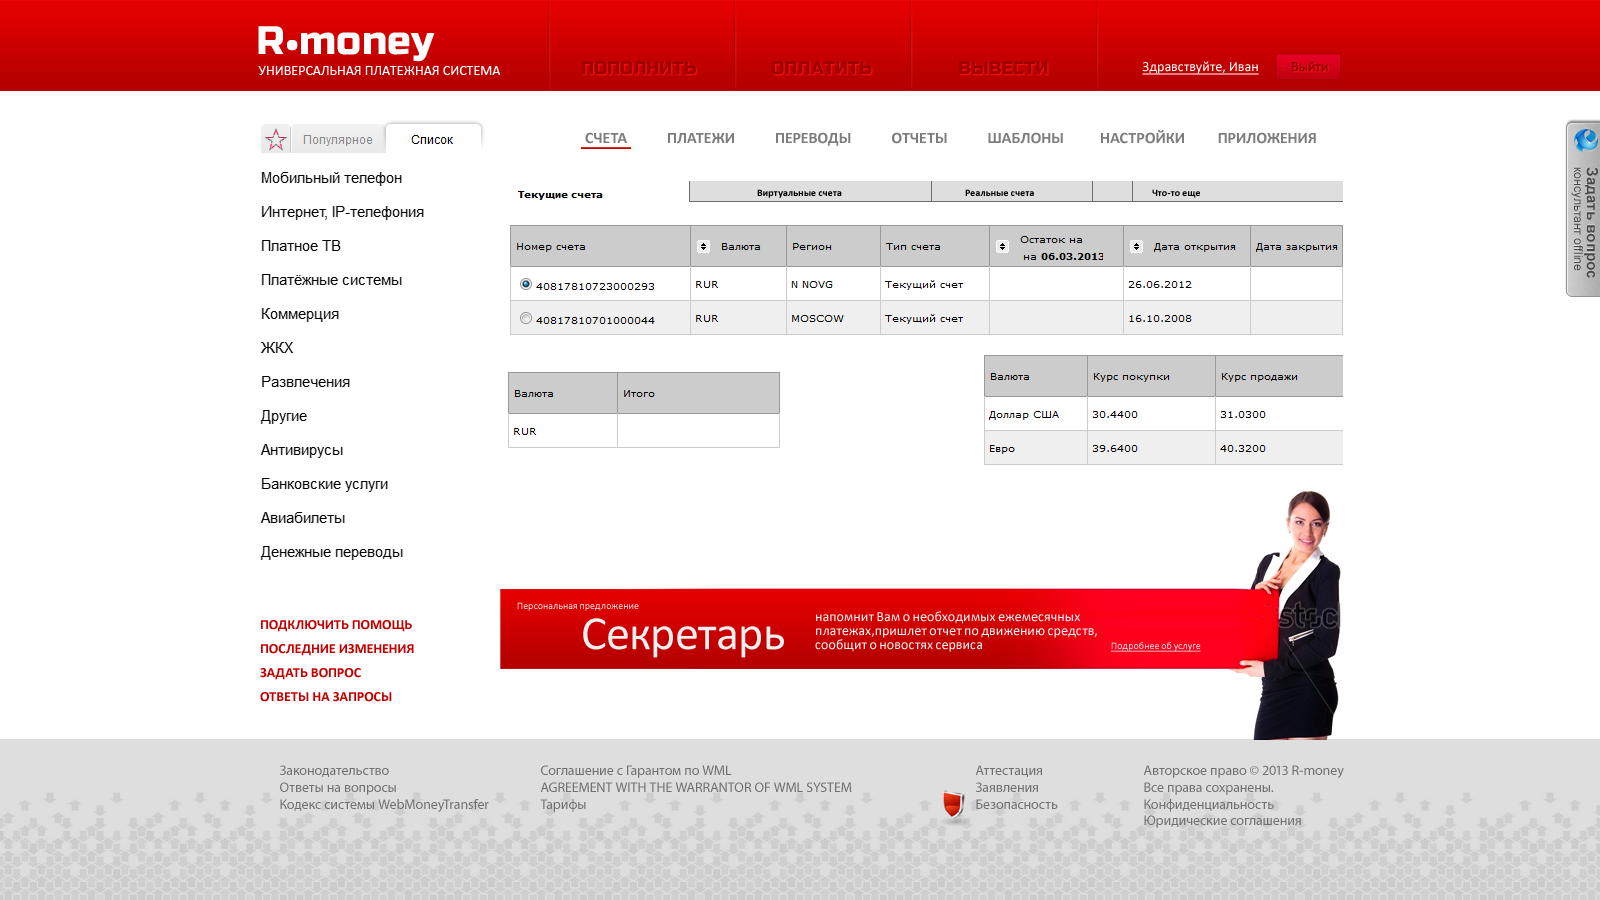 R•money
УНИВЕРСАЛЬНАЯ ПЛАТЕЖНАЯ СИСТЕМА
ПОПОЛНИТЬ
ОПЛАТИТЬ
ВЫВЕСТИ
Здравствуйте, Иван
Выйти
Популярное
Список
СЧЕТА ПЛАТЕЖИ ПЕРЕВОДЫ ОТЧЕТЫ ШАБЛОНЫ НАСТРОЙКИ ПРИЛОЖЕНИЯ
Мобильный телефон
Интернет, IP-телефония
Платное ТВ
Платёжные системы
Коммерция
ЖКХ
Развлечения
Другие
Антивирусы
Банковские услуги
Авиабилеты
Денежные переводы
ПОДКЛЮЧИТЬ ПОМОЩЬ
ПОСЛЕДНИЕ ИЗМЕНЕНИЯ
ЗАДАТЬ ВОПРОС
ОТВЕТЫ НА ЗАПРОСЫ
Текущие счета Виртуальные счета Реальные счета Что-то еще
Номер счета Валюта Регион Тип счета Остаток на
на 06.03.2013 Дата открытия Дата закрытия
40817810723000293 RUR N NOVG Текущий счет 26.06.2012
40817810701000044 RUR MOSCOW Текущий счет 16.10.2008
Валюта Итого
RUR
Валюта Курс покупки Курс продажи
Доллар США 30.4400 31.0300
Евро 39.6400 40.3200
Задать вопрос
консультант offline
Персональная предложение
Секретарь
напомнит Вам о необходимых ежемесячных
платежах,пришлет отчет по движению средств,
сообщит о новостях сервиса
Подробнее об услуге
str.c
Законодательство
Ответы на вопросы
Кодекс системы WebMoneyTransfer
Соглашение с Гарантом по WML
AGREEMENT WITH THE WARRANTOR OF WML SYSTEM
Тарифы
Аттестация
Заявления
Безопасность
Авторское право © 2013 R-money
Все права сохранены.
Конфиденциальность
Юридические соглашения